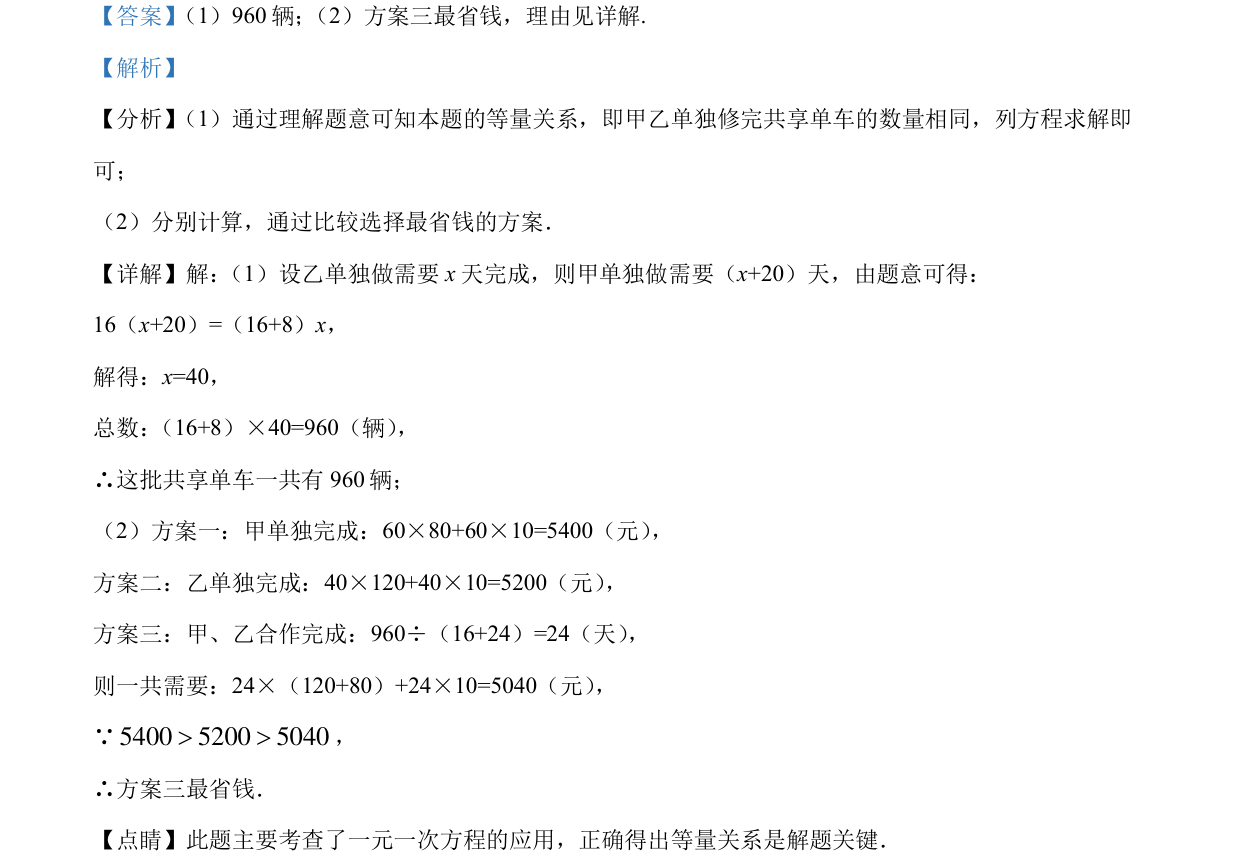 【答案】（1）960 辆；（2）方案三最省钱，理由见详解.
【解析】
【分析】（1）通过理解题意可知本题的等量关系，即甲乙单独修完共享单车的数量相同，列方程求解即
可；
（2）分别计算，通过比较选择最省钱的方案．
【详解】解：（1）设乙单独做需要 x 天完成，则甲单独做需要（x+20）天，由题意可得：
16（x+20）=（16+8）x，
解得：x=40，
总数：（16+8）×40=960（辆），
∴这批共享单车一共有 960 辆；
（2）方案一：甲单独完成：60×80+60×10=5400（元），
方案二：乙单独完成：40×120+40×10=5200（元），
方案三：甲、乙合作完成：960÷（16+24）=24（天），
则一共需要：24×（120+80）+24×10=5040（元），
∵5400＞5200＞5040，
∴方案三最省钱．
【点睛】此题主要考查了一元一次方程的应用，正确得出等量关系是解题关键．